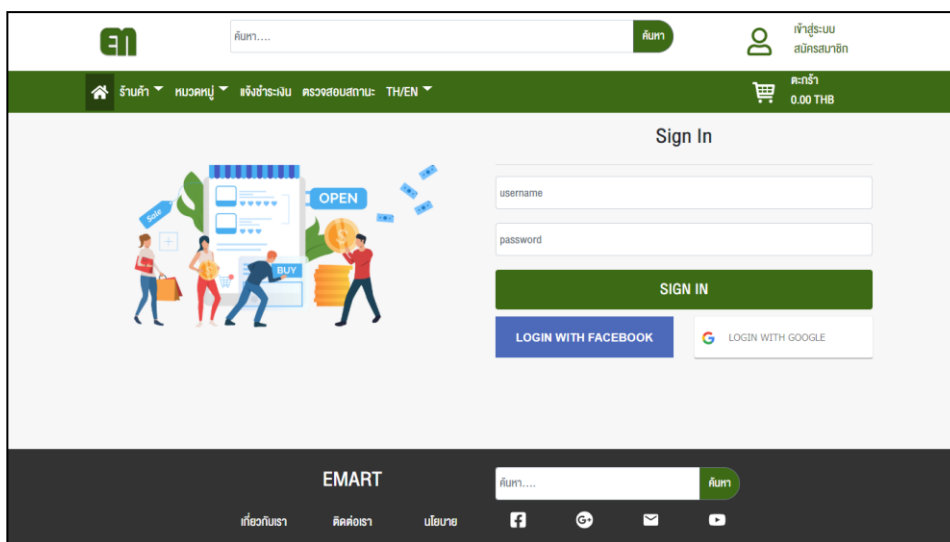 em
ค้นหา....
ค้นหา
เข้าสู่ระบบ
สมัครสมาชิก
ร้านค้า หมวดหมู่ แจ้งชำระเงิน ตรวจสอบสถานะ TH/EN
ตะกร้า
0.00 THB
Sign In
Sale
OPEN
BUY
username
password
SIGN IN
LOGIN WITH FACEBOOK
LOGIN WITH GOOGLE
EMART
ค้นหา....
ค้นหา
เกี่ยวกับเรา ติดต่อเรา นโยบาย